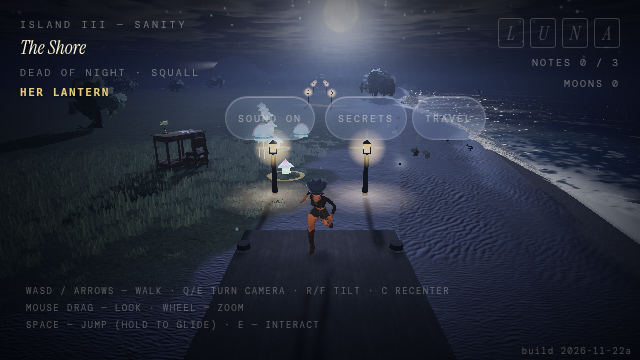 ISLAND III — SANITY
The Shore
DEAD OF NIGHT · SQUALL
HER LANTERN
L U N A
NOTES 0 / 3
MOONS 0
SOUND ON
SECRETS
TRAVEL
WASD / ARROWS — WALK · Q/E TURN CAMERA · R/F TILT · C RECENTER
MOUSE DRAG — LOOK · WHEEL — ZOOM
SPACE — JUMP (HOLD TO GLIDE) · E — INTERACT
build 2026-11-22a